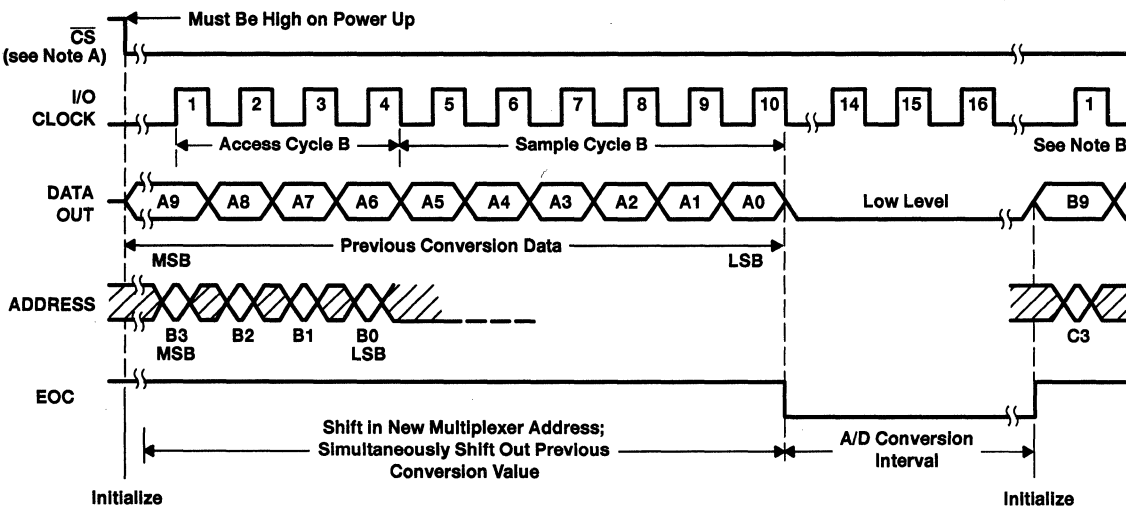 Must Be High on Power Up
CS
(see Note A)
I/O
CLOCK
1 2 3 4 5 6 7 8 9 10 14 15 16 1
Access Cycle B
Sample Cycle B
See Note B
DATA
OUT
A9 A8 A7 A6 A5 A4 A3 A2 A1 A0 Low Level B9
Previous Conversion Data
MSB LSB
ADDRESS
B3 B2 B1 B0 C3
MSB LSB
EOC
Shift in New Multiplexer Address;
Simultaneously Shift Out Previous
Conversion Value
A/D Conversion
Interval
Initialize Initialize